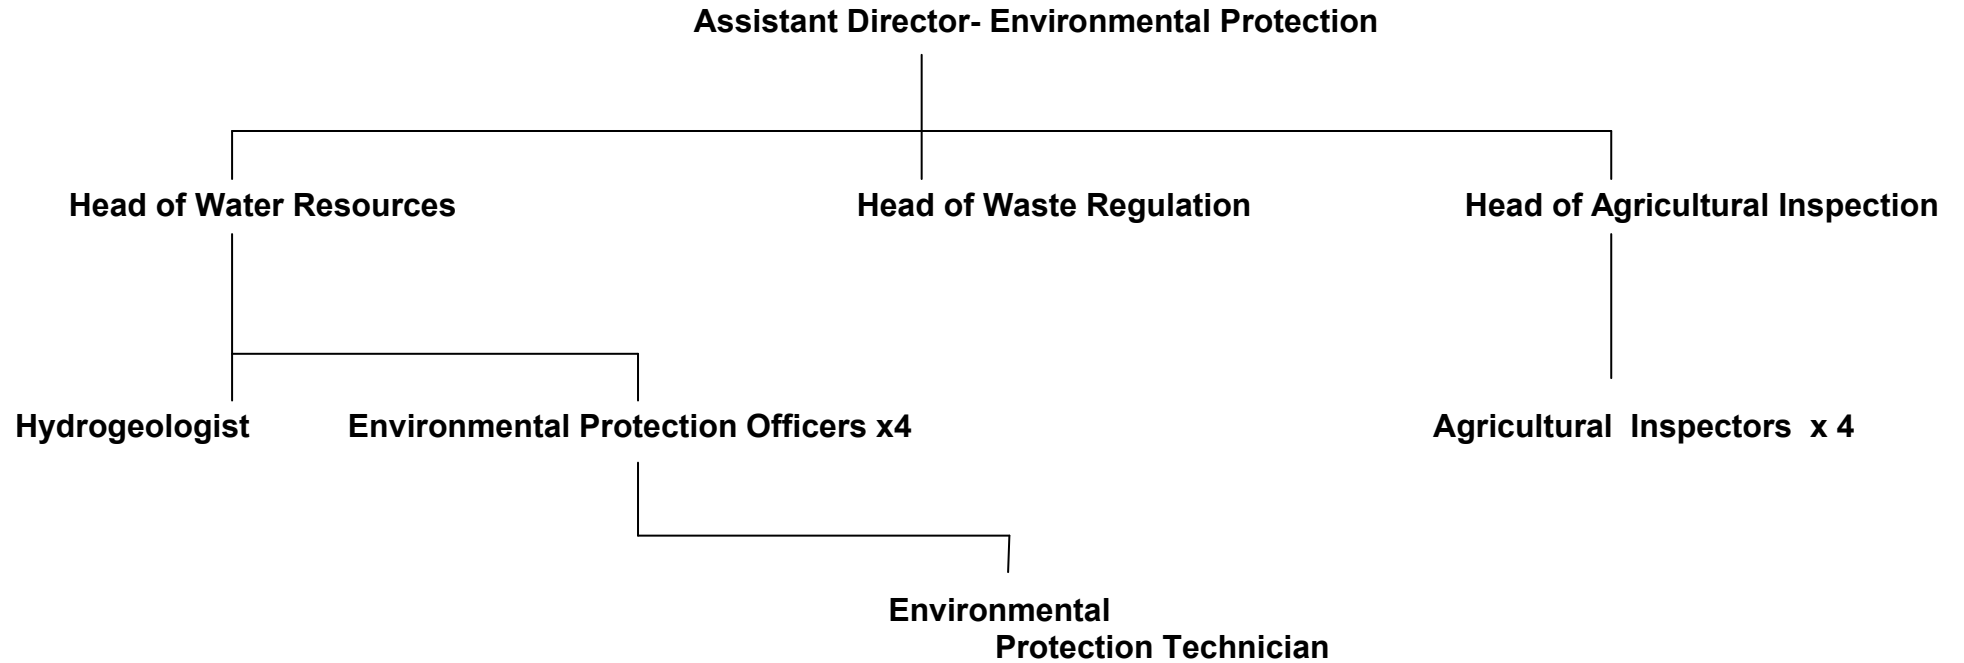 Assistant Director- Environmental Protection
Head of Water Resources
Head of Waste Regulation
Head of Agricultural Inspection
Hydrogeologist
Environmental Protection Officers x4
Agricultural  Inspectors  x 4
Environmental
Protection Technician